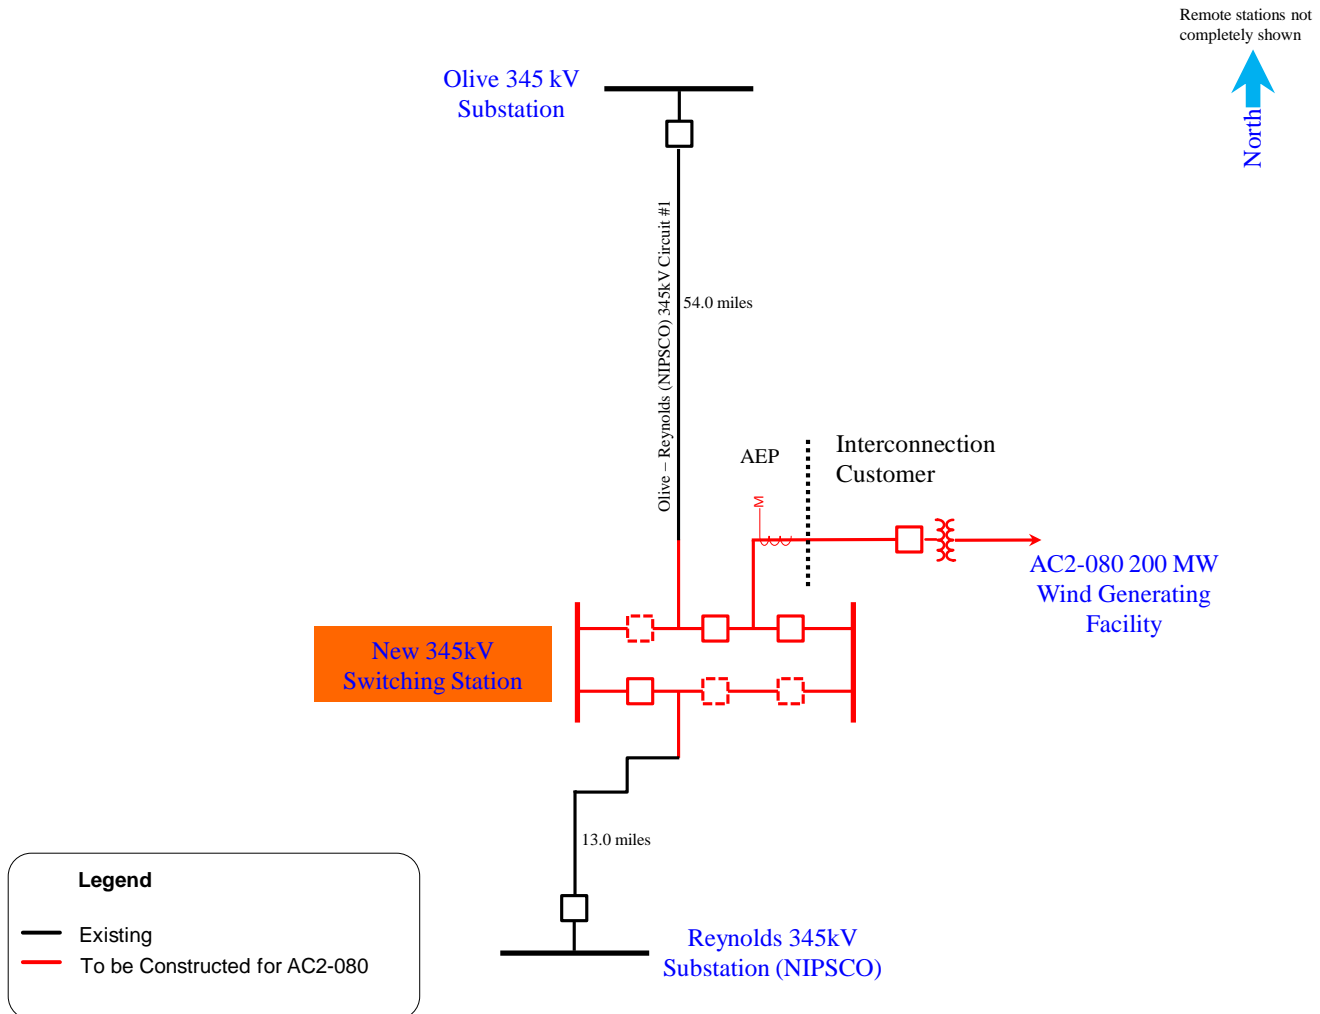 Remote stations not
completely shown
North
Olive 345 kV
Substation
Olive – Reynolds (NIPSCO) 345kV Circuit #1
54.0 miles
AEP
Interconnection
Customer
M
AC2-080 200 MW
Wind Generating
Facility
New 345kV
Switching Station
13.0 miles
Reynolds 345kV
Substation (NIPSCO)
Legend
Existing
To be Constructed for AC2-080